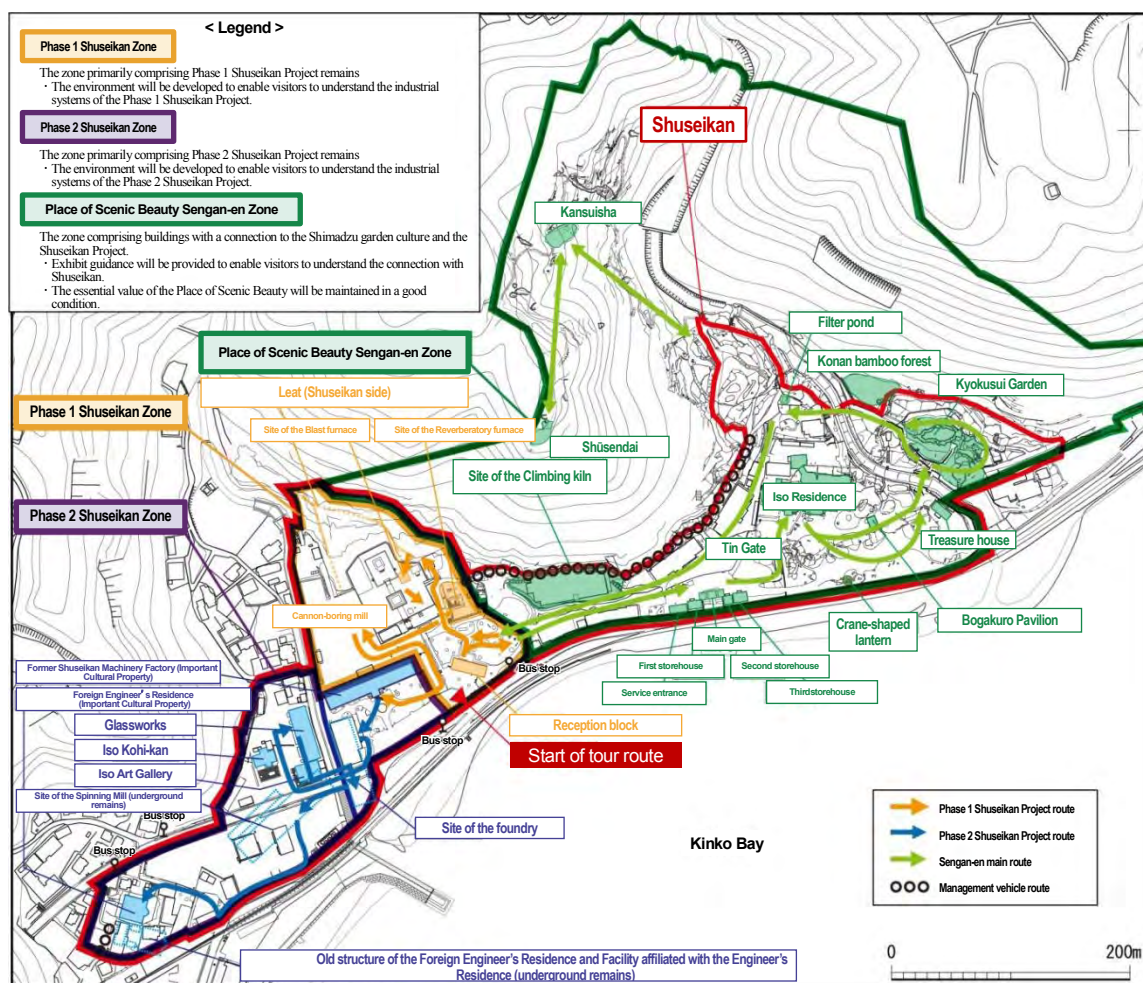 < Legend >
Phase 1 Shuseikan Zone
The zone primarily comprising Phase 1 Shuseikan Project remains
・The environment will be developed to enable visitors to understand the industrial
systems of the Phase 1 Shuseikan Project.
Phase 2 Shuseikan Zone
The zone primarily comprising Phase 2 Shuseikan Project remains
・The environment will be developed to enable visitors to understand the industrial
systems of the Phase 2 Shuseikan Project.
Place of Scenic Beauty Sengan-en Zone
The zone comprising buildings with a connection to the Shimadzu garden culture and the
Shuseikan Project.
・Exhibit guidance will be provided to enable visitors to understand the connection with
Shuseikan.
・The essential value of the Place of Scenic Beauty will be maintained in a good
condition.
Shuseikan
Kansuisha
Filter pond
Konan bamboo forest
Kyokusui Garden
Place of Scenic Beauty Sengan-en Zone
Leat (Shuseikan side)
Phase 1 Shuseikan Zone
Site of the Blast furnace
Site of the Reverberatory furnace
Shūsendai
Site of the Climbing kiln
Iso Residence
Phase 2 Shuseikan Zone
Tin Gate
Treasure house
Cannon-boring mill
Crane-shaped
lantern
Bogakuro Pavilion
Main gate
First storehouse
Second storehouse
Service entrance
Thirdstorehouse
Bus stop
Former Shuseikan Machinery Factory (Important
Cultural Property)
Foreign Engineer's Residence
(Important Cultural Property)
Glassworks
Reception block
Bus stop
Iso Kohi-kan
Start of tour route
Iso Art Gallery
Site of the Spinning Mill (underground
remains)
Bus stop
Site of the foundry
Bus stop
Kinko Bay
Phase 1 Shuseikan Project route
Phase 2 Shuseikan Project route
Sengan-en main route
Management vehicle route
Old structure of the Foreign Engineer's Residence and Facility affiliated with the Engineer's
Residence (underground remains)
0
200m